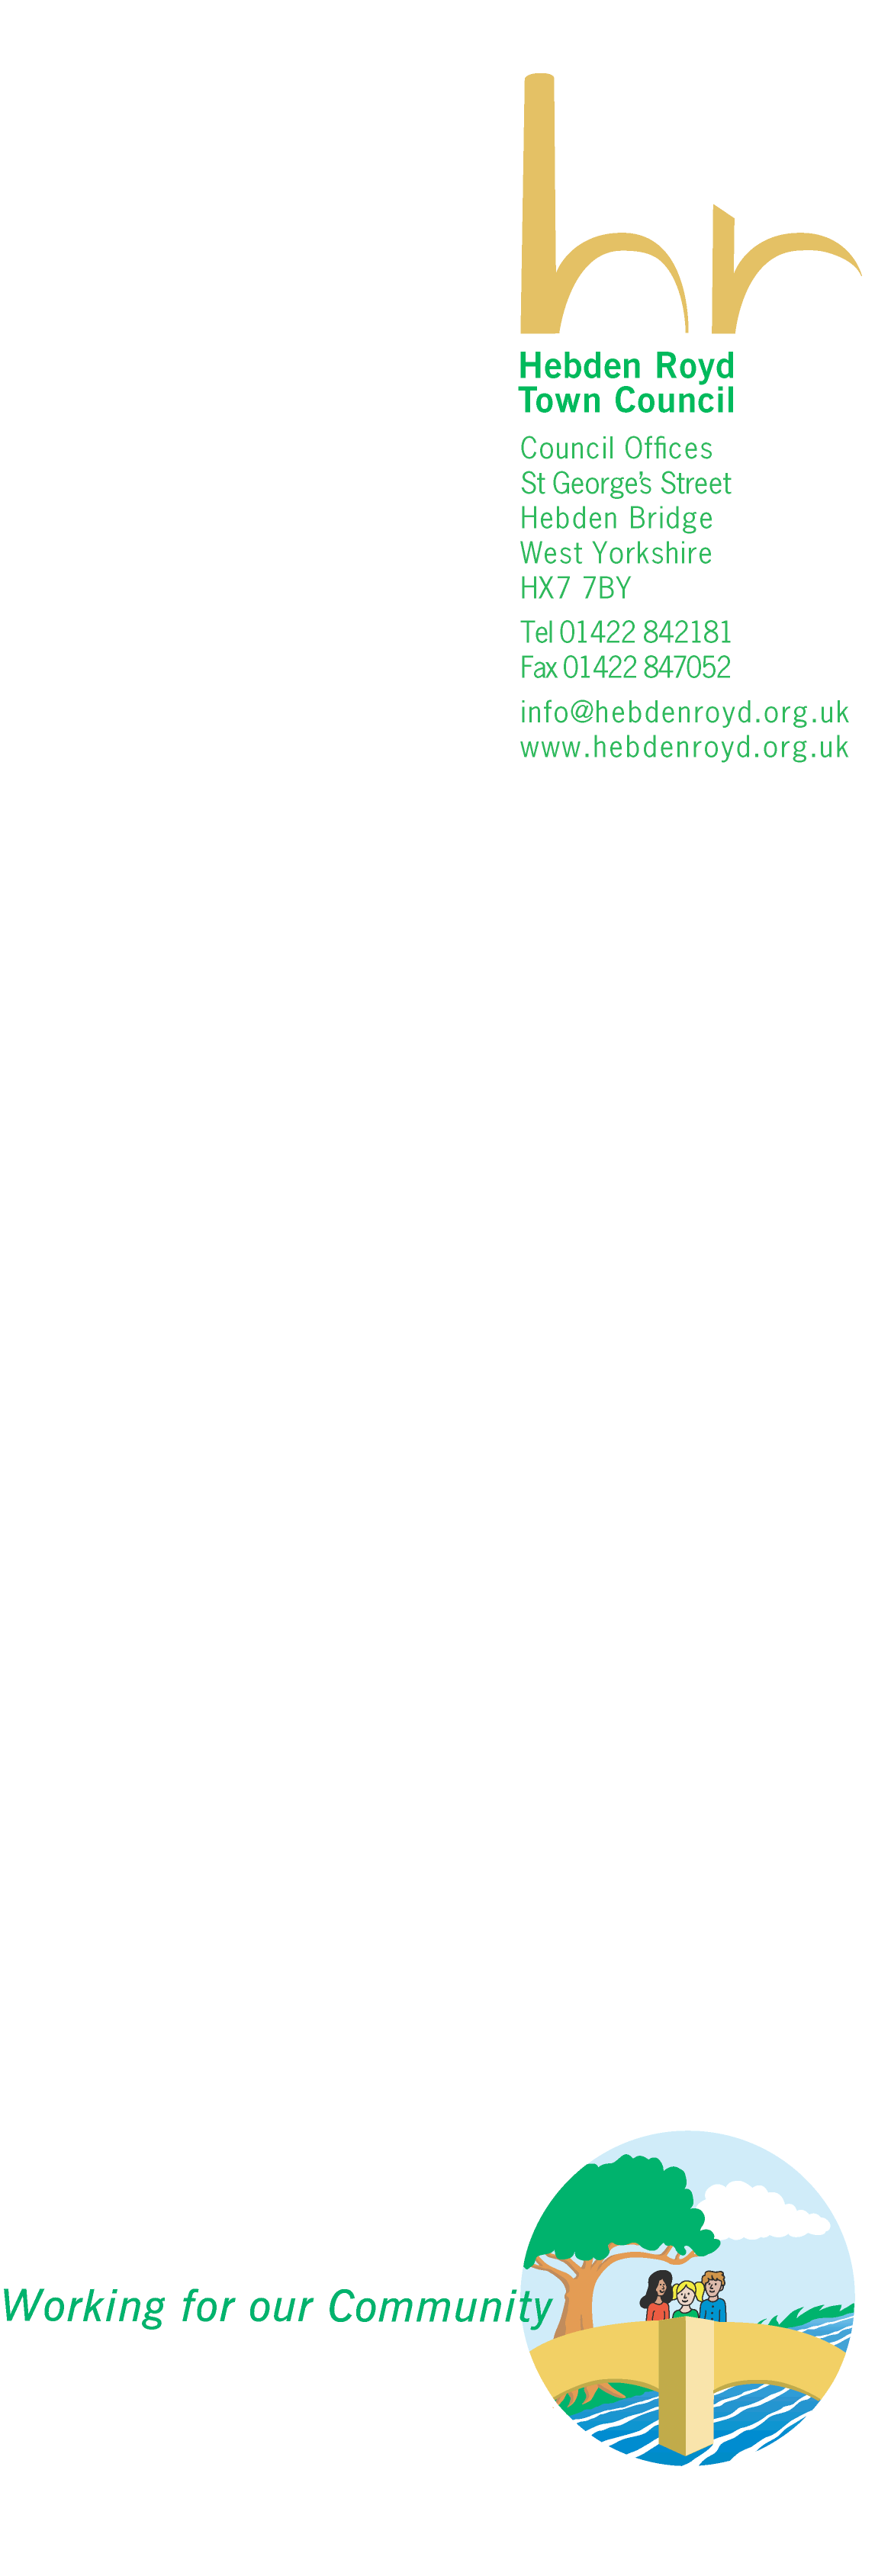 hr
Hebden Royd
Town Council
Council Offices
St George's Street
Hebden Bridge
West Yorkshire
HX7 7BY
Tel 01422 842181
Fax 01422 847052
info@hebdenroyd.org.uk
www.hebdenroyd.org.uk
Working for our Community